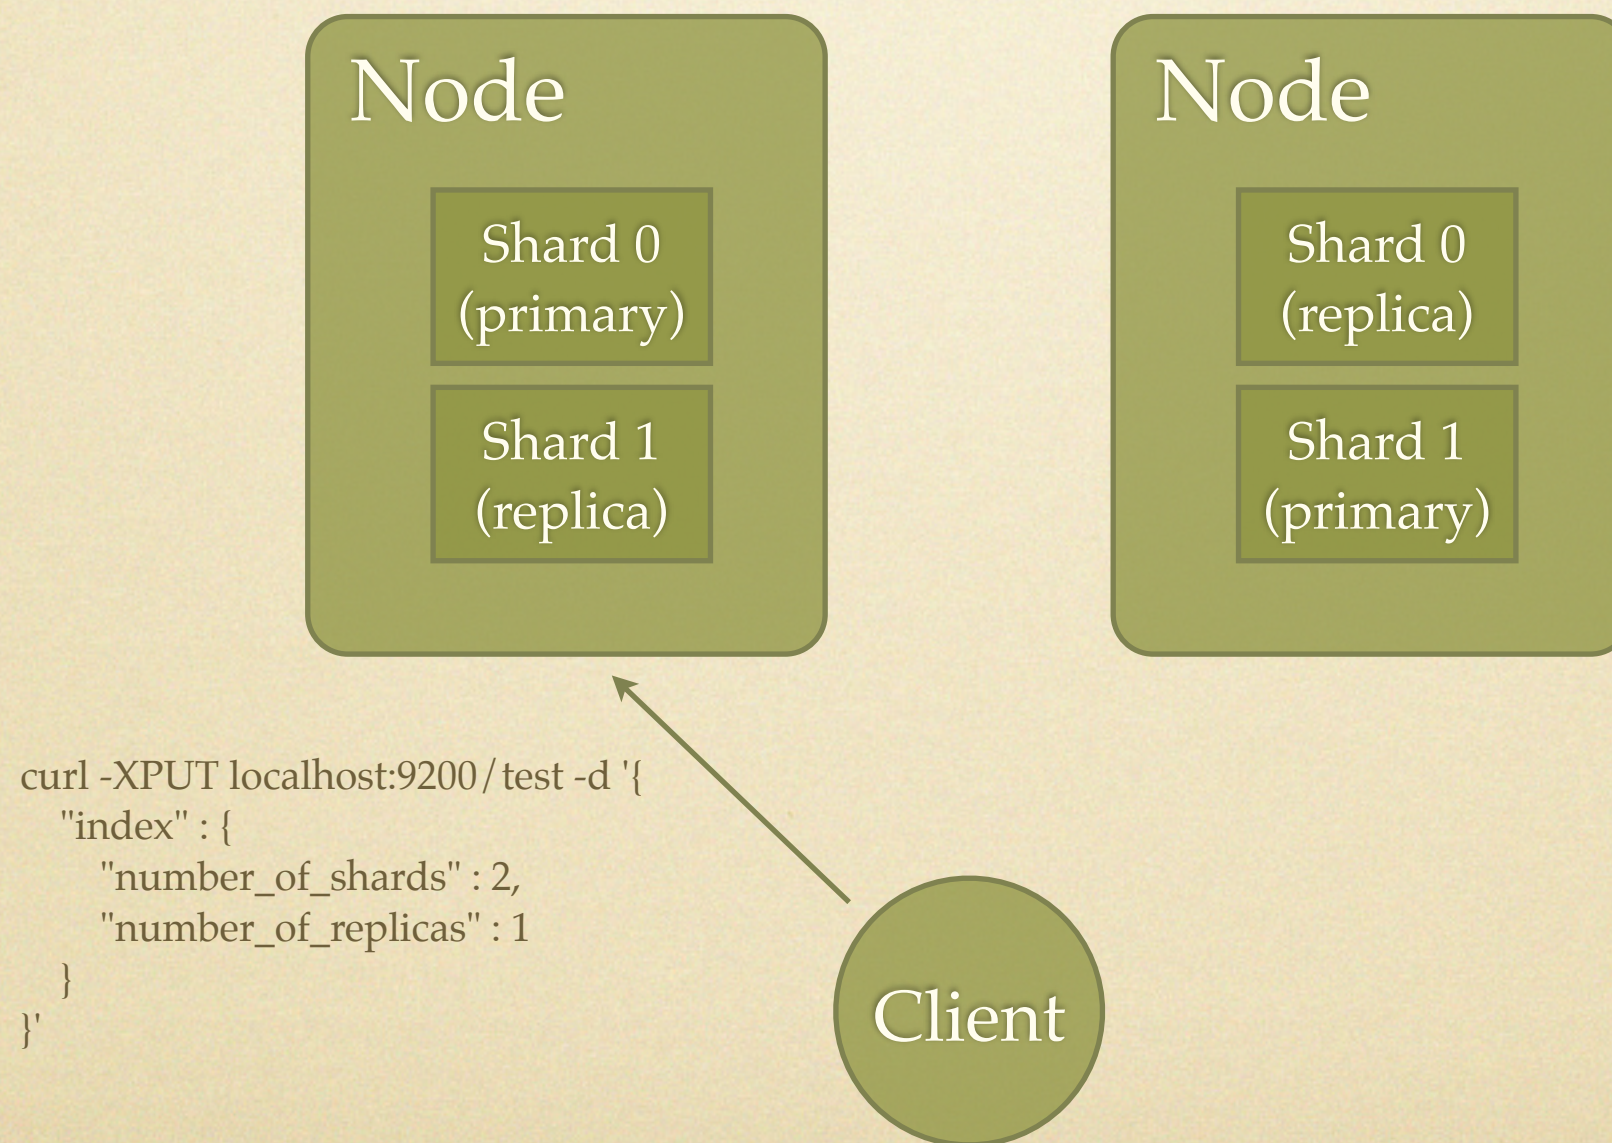 Node
Shard 0
(primary)
Shard 1
(replica)
Node
Shard 0
(replica)
Shard 1
(primary)
curl -XPUT localhost:9200/test -d '{
"index" : {
"number_of_shards" : 2,
"number_of_replicas" : 1
}
}'
Client